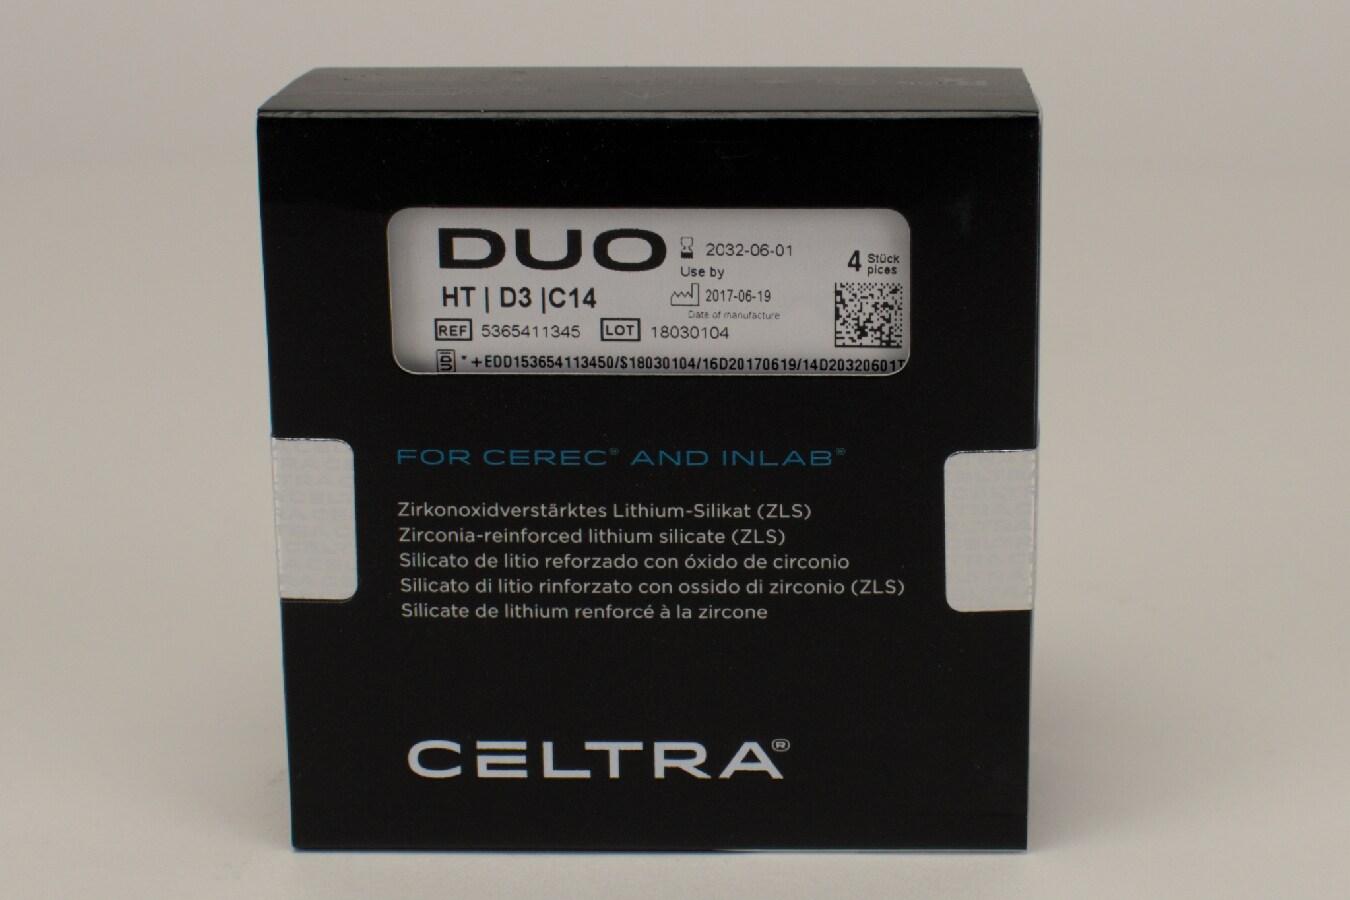 DUO
2032-06-01
Use by
4 Stück
pices
HT | D3 |C14
2017-06-19
Date of manufacture
REF 5365411345 LOT 18030104
UDI *+EDD153654113450/S18030104/16D20170619/14D20320601T
FOR CEREC® AND INLAB®
Zirkonoxidverstärktes Lithium-Silikat (ZLS)
Zirconia-reinforced lithium silicate (ZLS)
Silicato de litio reforzado con óxido de circonio
Silicato di litio rinforzato con ossido di zirconio (ZLS)
Silicate de lithium renforcé à la zircone
CELTRA®